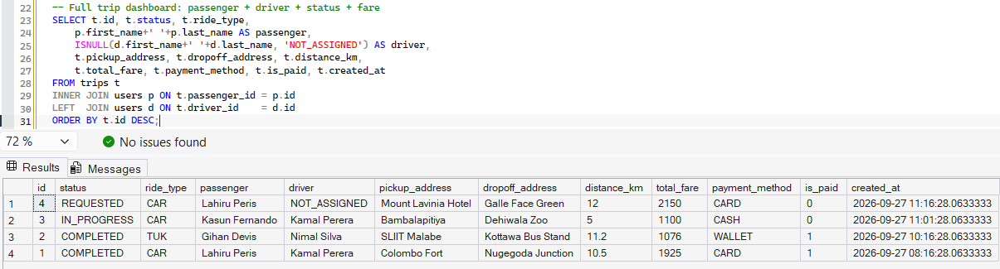 22 -- Full trip dashboard: passenger + driver + status + fare
23 SELECT t.id, t.status, t.ride_type,
24 p.first_name+' '+p.last_name AS passenger,
25 ISNULL(d.first_name+' '+d.last_name, 'NOT_ASSIGNED') AS driver,
26 t.pickup_address, t.dropoff_address, t.distance_km,
27 t.total_fare, t.payment_method, t.is_paid, t.created_at
28 FROM trips t
29 INNER JOIN users p ON t.passenger_id = p.id
30 LEFT JOIN users d ON t.driver_id = d.id
31 ORDER BY t.id DESC;
72 % No issues found
Results Messages
id status ride_type passenger driver pickup_address dropoff_address distance_km total_fare payment_method is_paid created_at
1 4 REQUESTED CAR Lahiru Peris NOT_ASSIGNED Mount Lavinia Hotel Galle Face Green 12 2150 CARD 0 2026-09-27 11:16:28.0633333
2 3 IN_PROGRESS CAR Kasun Fernando Kamal Perera Bambalapitiya Dehiwala Zoo 5 1100 CASH 0 2026-09-27 11:01:28.0633333
3 2 COMPLETED TUK Gihan Devis Nimal Silva SLIIT Malabe Kottawa Bus Stand 11.2 1076 WALLET 1 2026-09-27 10:16:28.0633333
4 1 COMPLETED CAR Lahiru Peris Kamal Perera Colombo Fort Nugegoda Junction 10.5 1925 CARD 1 2026-09-27 08:16:28.0633333